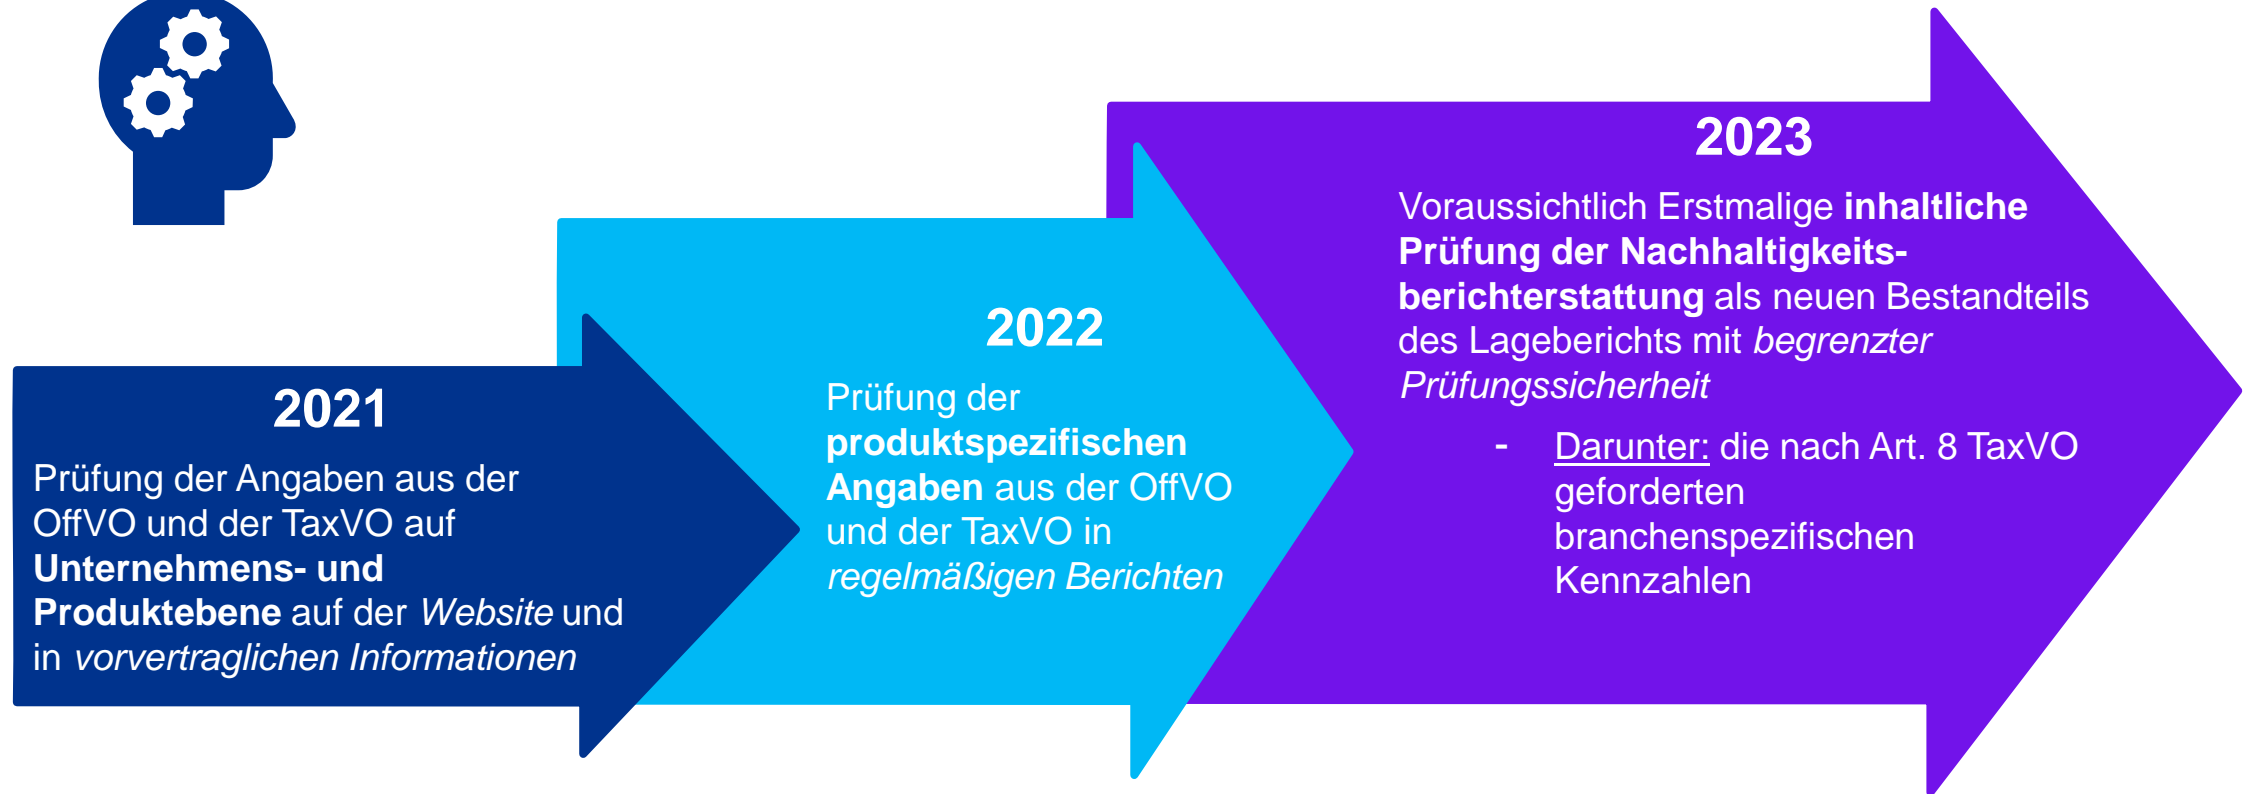 2021
Prüfung der Angaben aus der
OffVO und der TaxVO auf
Unternehmens- und
Produktebene auf der Website und
in vorvertraglichen Informationen
2022
Prüfung der
produktspezifischen
Angaben aus der OffVO
und der TaxVO in
regelmäßigen Berichten
2023
Voraussichtlich Erstmalige inhaltliche
Prüfung der Nachhaltigkeits-
berichterstattung als neuen Bestandteils
des Lageberichts mit begrenzter
Prüfungssicherheit
- Darunter: die nach Art. 8 TaxVO
geforderten
branchenspezifischen
Kennzahlen